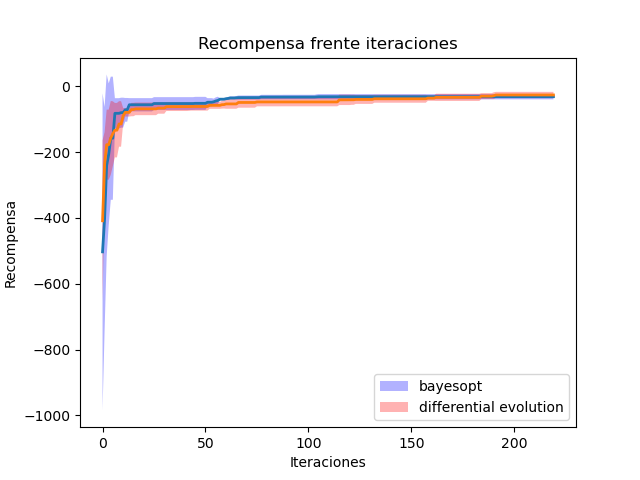 Recompensa frente iteraciones
0
−200
−400
−600
−800
−1000
Recompensa
0
50
100
150
200
Iteraciones
bayesopt
differential evolution